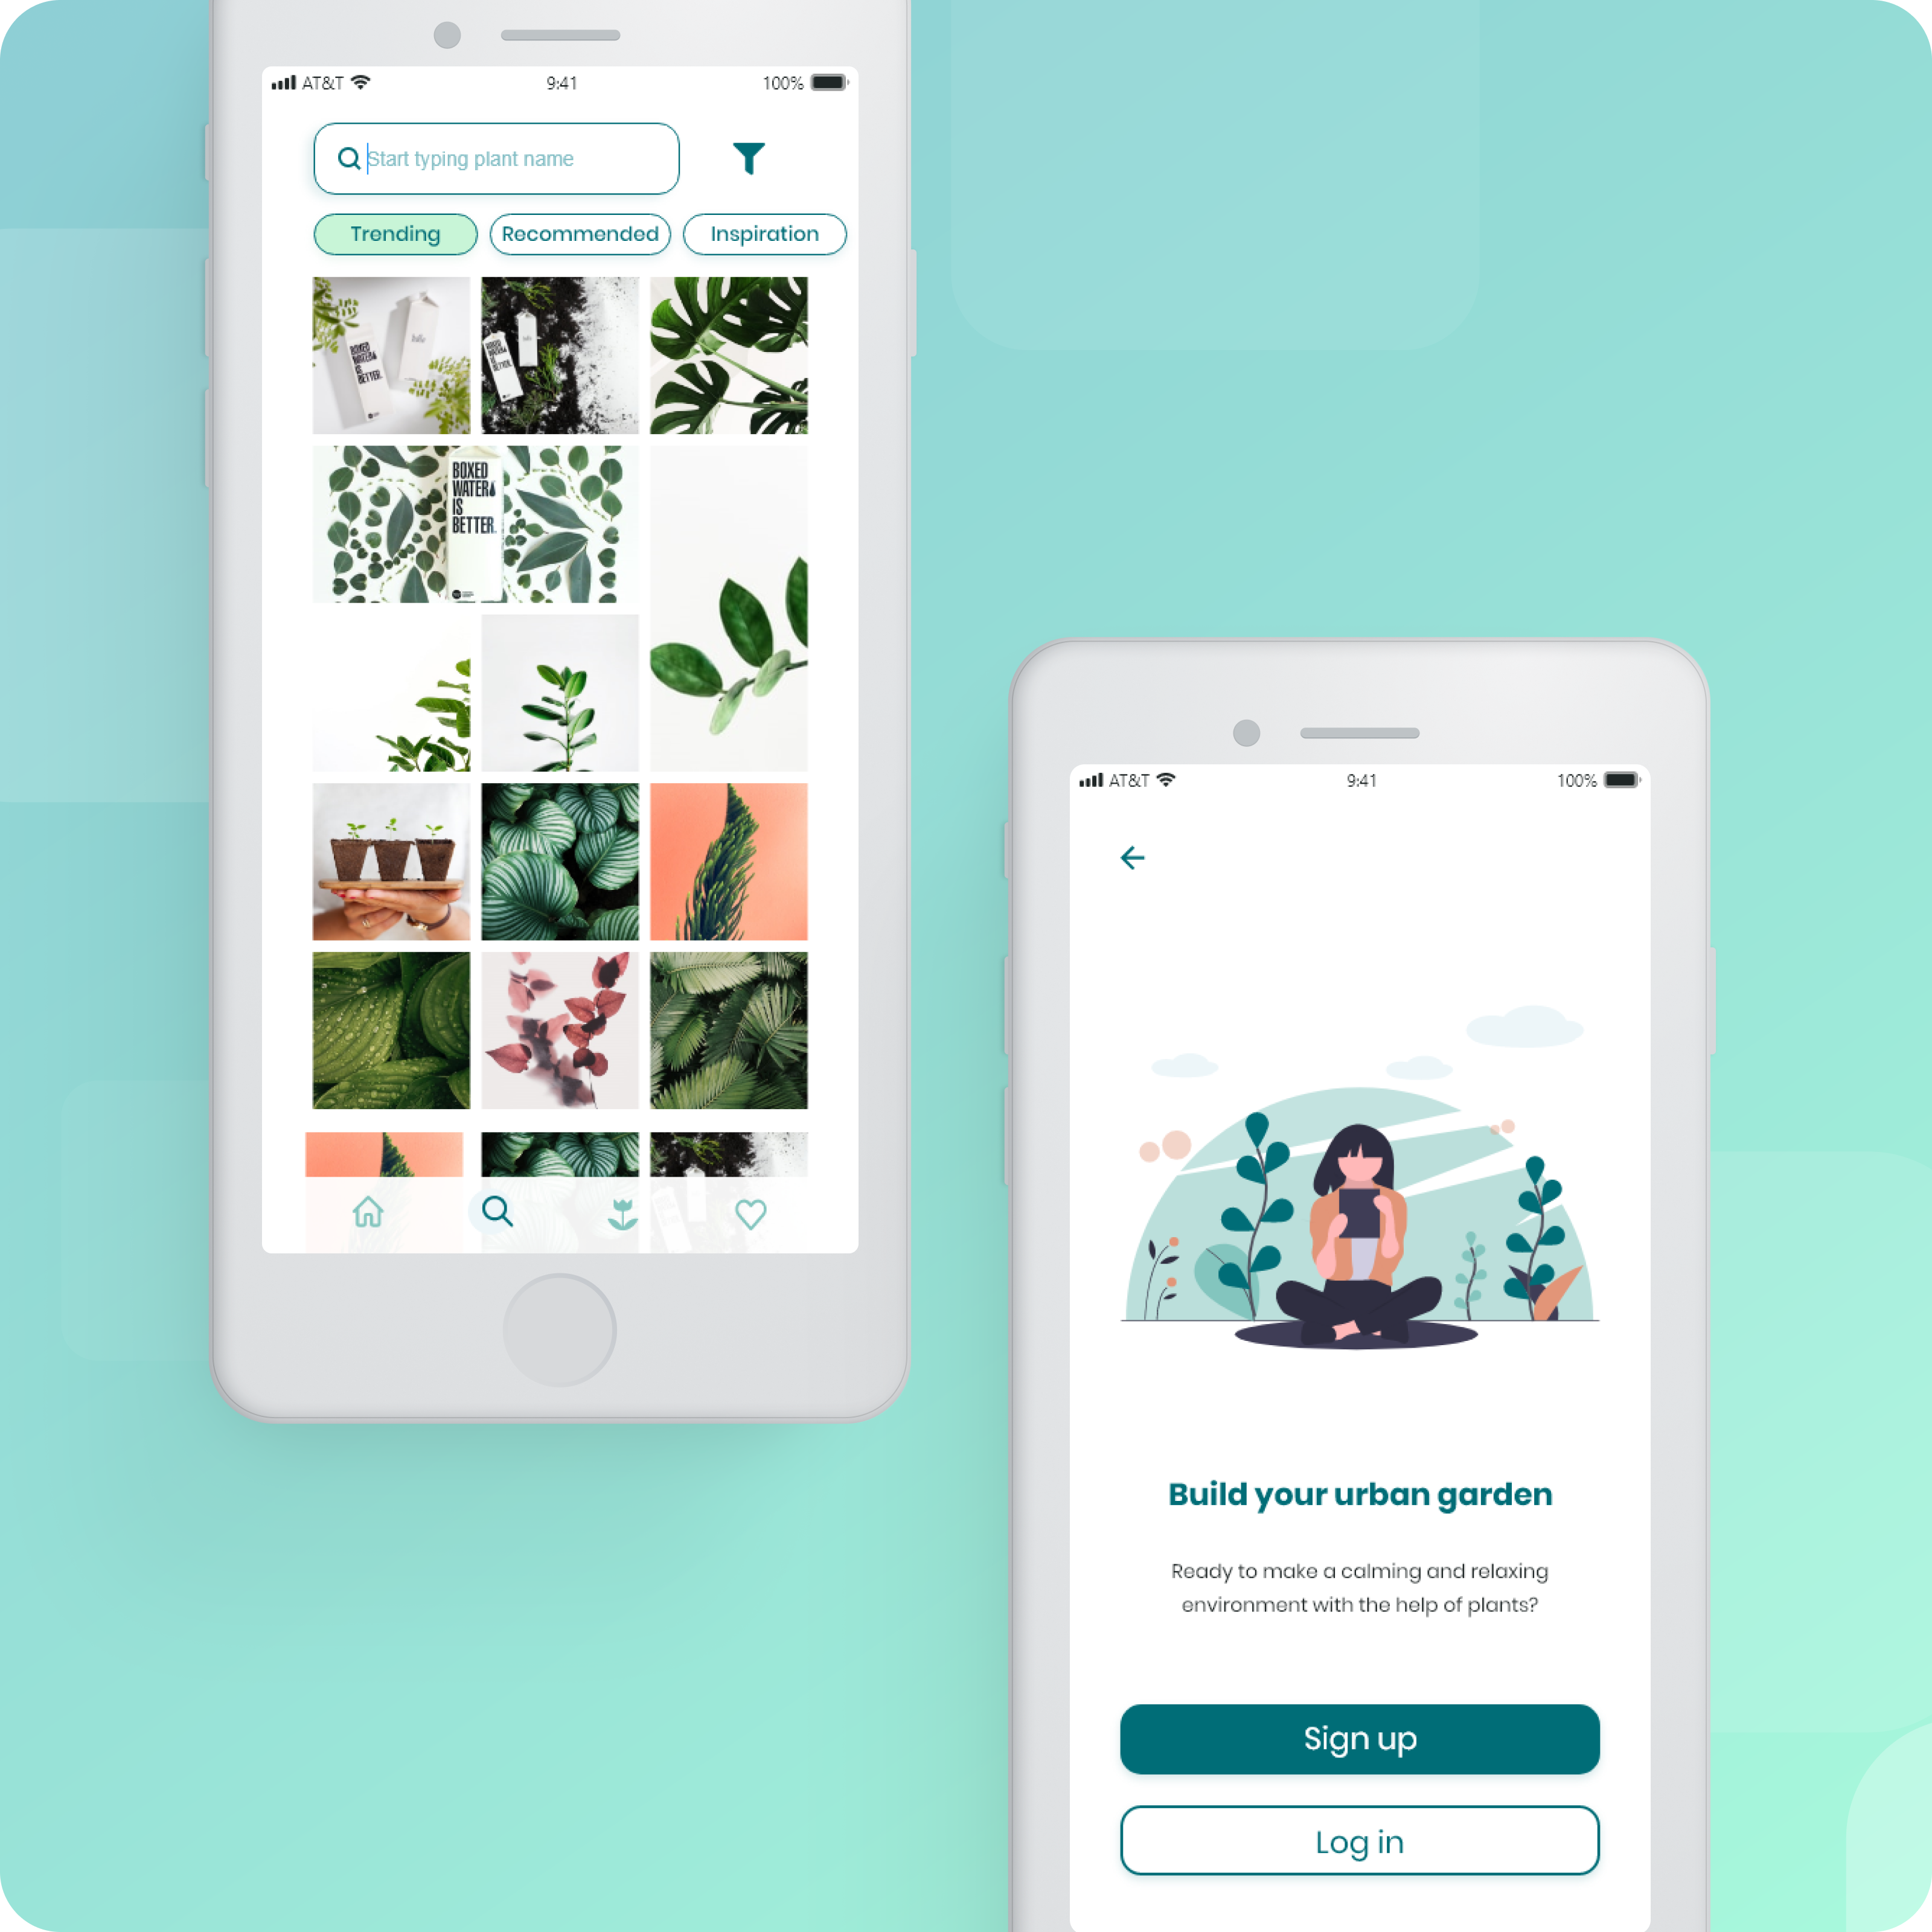 AT&T 9:41 100%
Start typing plant name
Trending Recommended Inspiration
BOXED
WATER
IS
BETTER.
BOXED
WATER
IS
BETTER.
BOXED
WATER
IS
BETTER.
AT&T 9:41 100%
Build your urban garden
Ready to make a calming and relaxing
environment with the help of plants?
Sign up
Log in